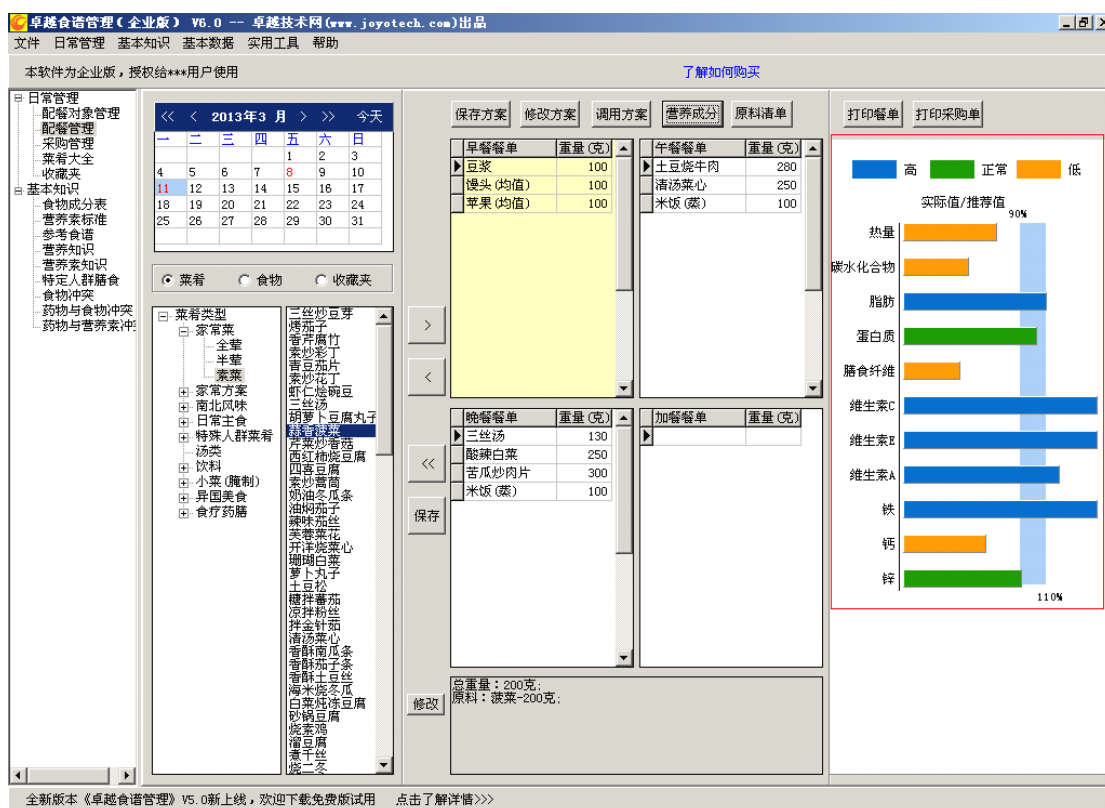 卓越食谱管理(企业版) V6.0 -- 卓越技术网(www.joyotech.com)出品
文件 日常管理 基本知识 基本数据 实用工具 帮助
本软件为企业版，授权给***用户使用
了解如何购买
日常管理
配餐对象管理
配餐管理
采购管理
菜肴大全
收藏夹
基本知识
食物成分表
营养素标准
参考食谱
营养知识
营养素知识
特定人群膳食
食物冲突
药物与食物冲突
药物与营养素冲
<< < 2013年3 月 > >> 今天
一 二 三 四 五 六 日
1 2 3
4 5 6 7 8 9 10
11 12 13 14 15 16 17
18 19 20 21 22 23 24
25 26 27 28 29 30 31
菜肴 食物 收藏夹
菜肴类型
家常菜
全荤
半荤
素菜
家常方案
南北风味
日常主食
特殊人群菜肴
汤类
饮料
小菜(腌制)
异国美食
食疗药膳
三丝炒豆芽
烤茄子
香芹腐竹
素炒彩丁
青豆茄片
素炒花丁
虾仁烩豌豆
三丝汤
胡萝卜豆腐丸子
蒜香菠菜
芹菜炒香菇
西红柿烧豆腐
四喜豆腐
素炒茼蒿
奶油冬瓜条
油焖茄子
辣味茄丝
芙蓉菜花
开洋烧菜心
珊瑚白菜
萝卜丸子
土豆松
糖拌蕃茄
凉拌粉丝
拌金针菇
清汤菜心
香酥南瓜条
香酥茄子条
香酥土豆丝
海米烧冬瓜
白菜炖冻豆腐
砂锅豆腐
烧素鸡
溜豆腐
煮干丝
烧二冬
>
<
<<
保存
修改
保存方案 修改方案 调用方案 营养成分 原料清单
早餐餐单 重量(克)
豆浆 100
馒头(均值) 100
苹果(均值) 100
午餐餐单 重量(克)
土豆烧牛肉 280
清汤菜心 250
米饭(蒸) 100
晚餐餐单 重量(克)
三丝汤 130
酸辣白菜 250
苦瓜炒肉片 300
米饭(蒸) 100
加餐餐单 重量(克)
总重量：200克;
原料：菠菜-200克;
打印餐单 打印采购单
高 正常 低
实际值/推荐值
90%
热量
碳水化合物
脂肪
蛋白质
膳食纤维
维生素C
维生素E
维生素A
铁
钙
锌
110%
全新版本《卓越食谱管理》V5.0新上线，欢迎下载免费版试用 点击了解详情>>>